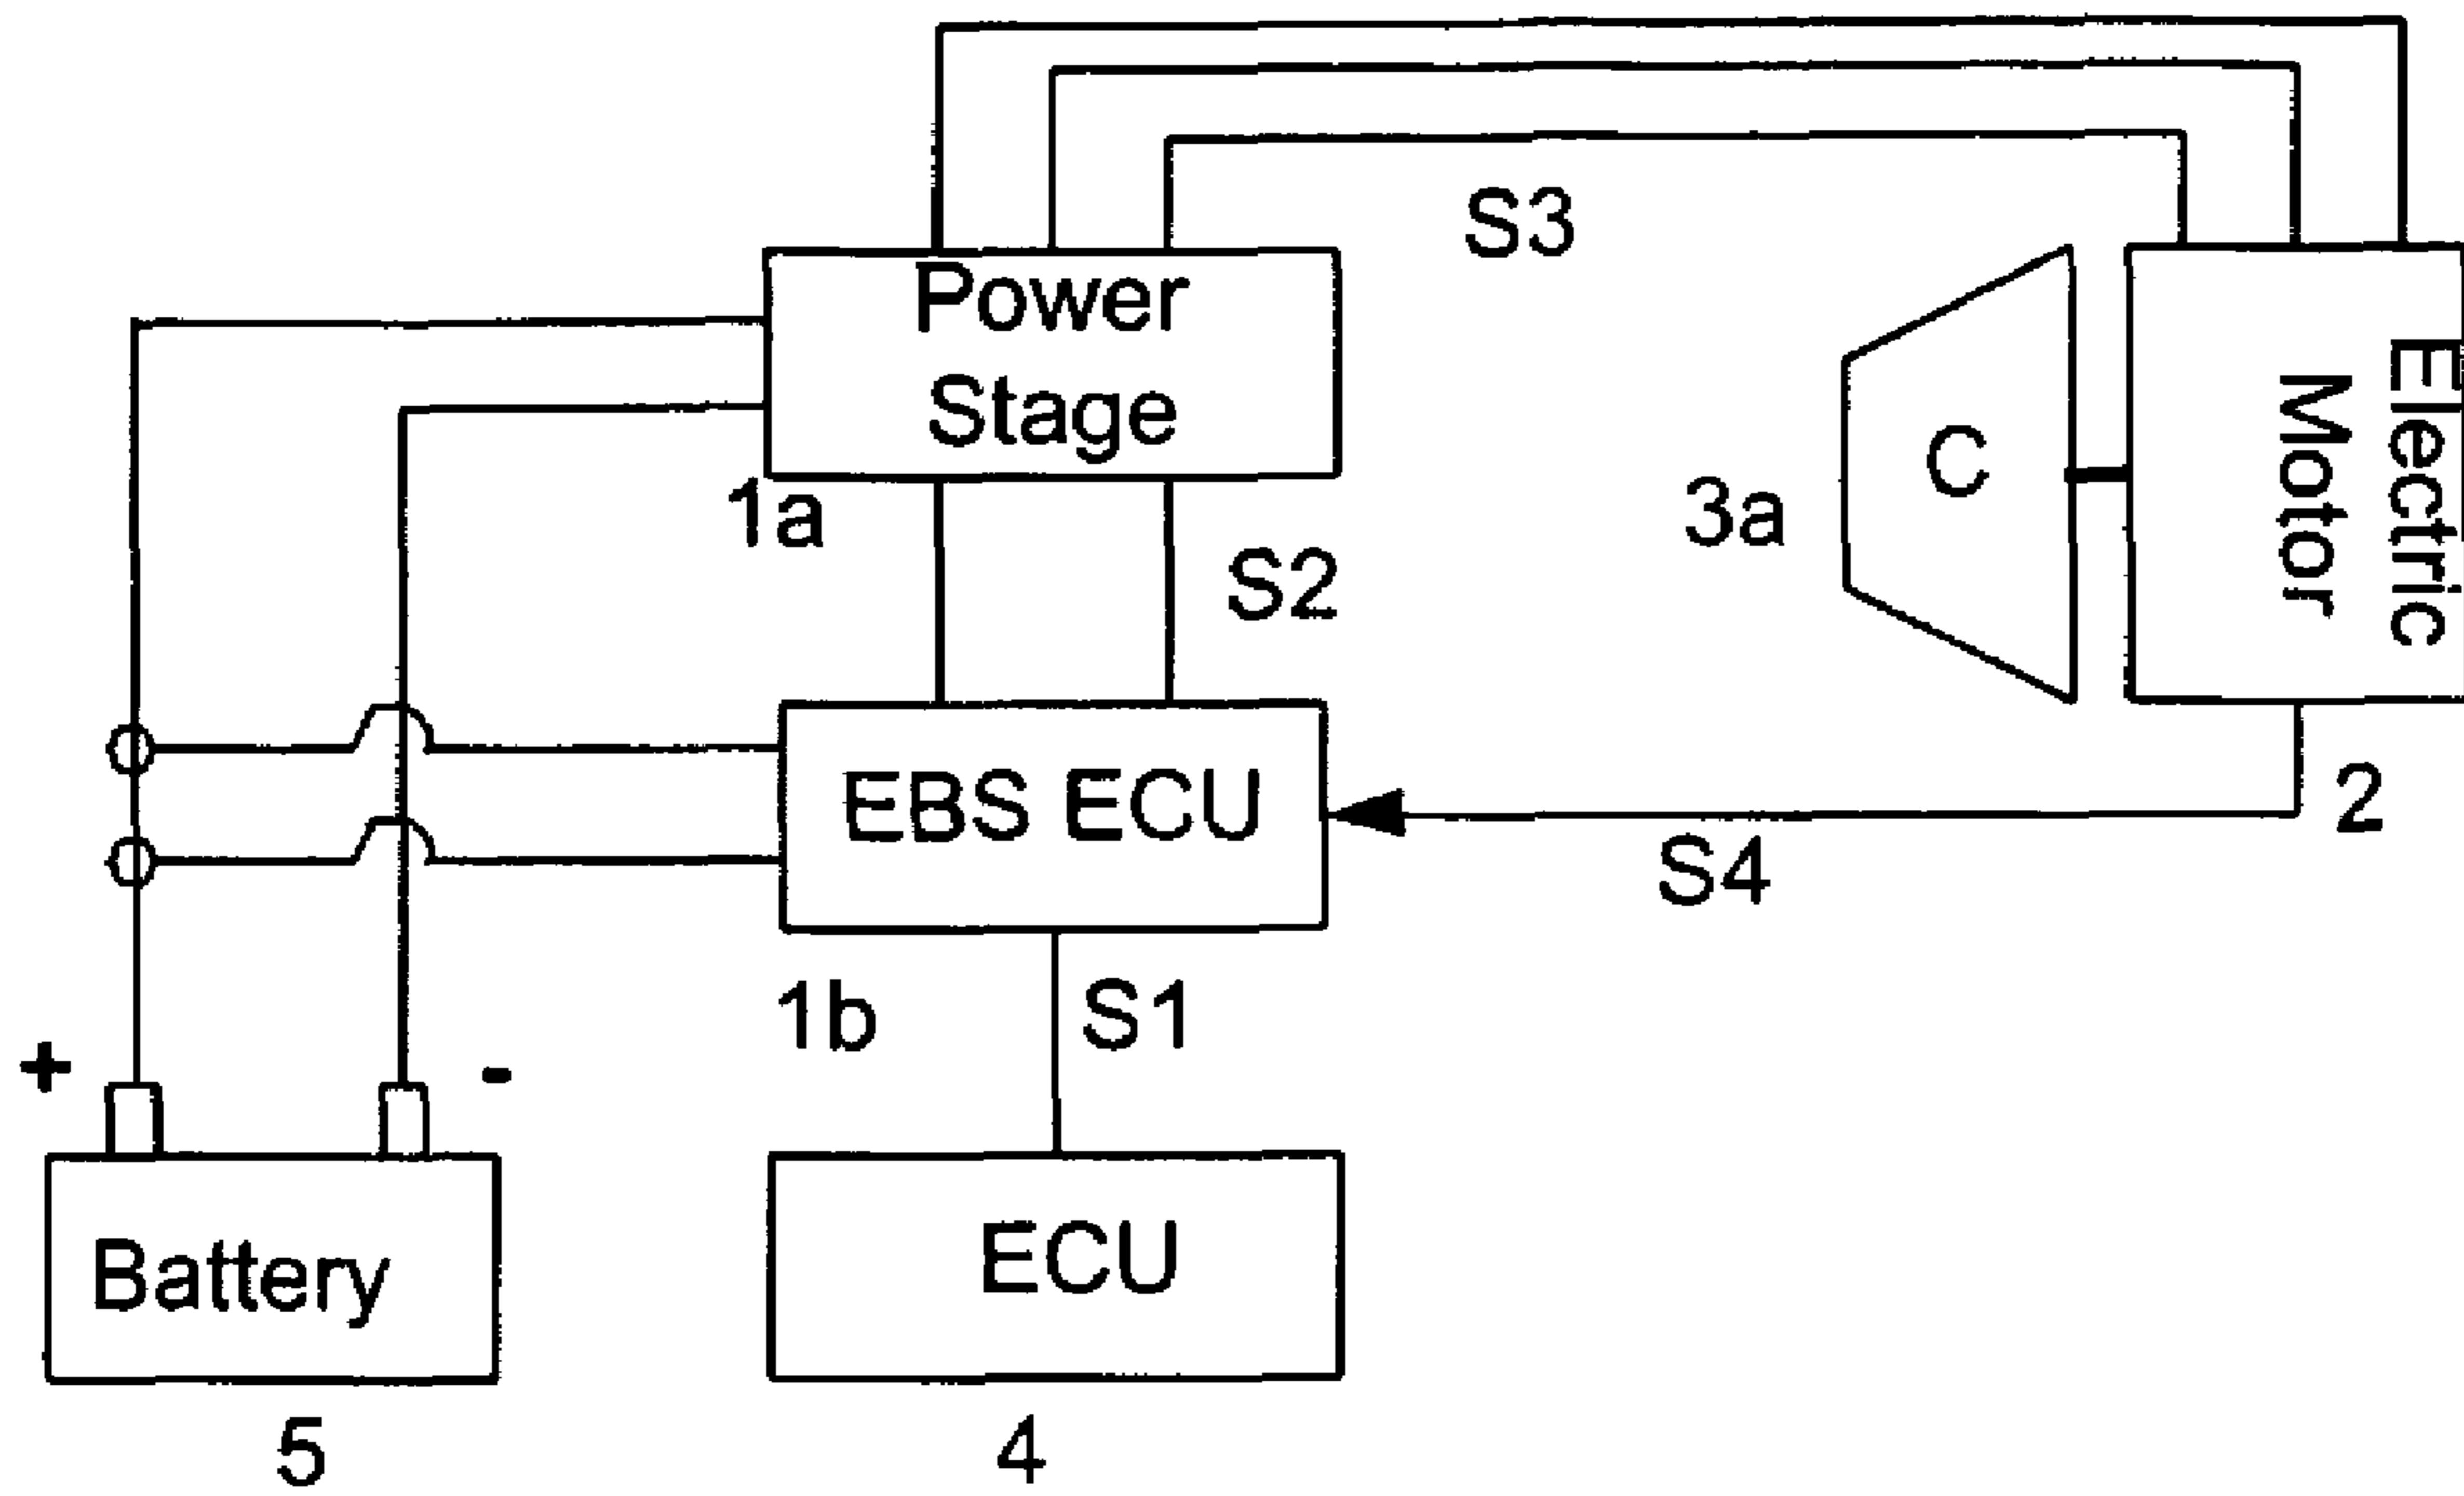 S3
Power
Stage
Electric
Motor
C
1a
3a
S2
EBS ECU
2
S4
1b
S1
+
-
Battery
ECU
5
4